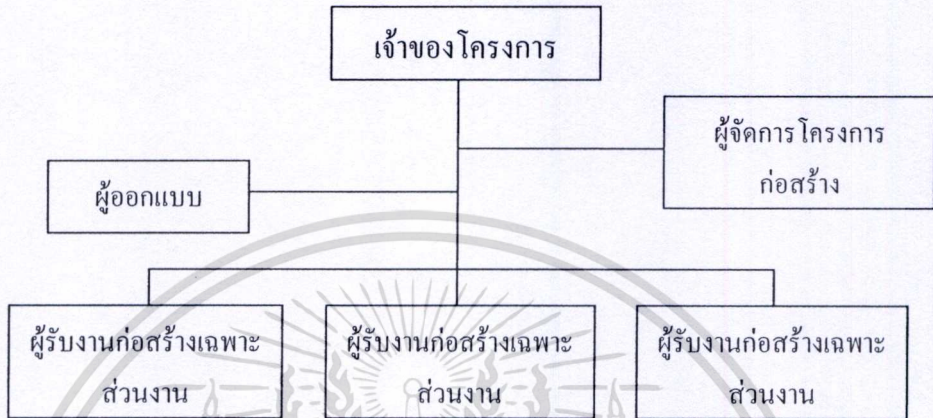 เจ้าของโครงการ
ผู้จัดการโครงการ
ก่อสร้าง
ผู้ออกแบบ
ผู้รับงานก่อสร้างเฉพาะ
ส่วนงาน
ผู้รับงานก่อสร้างเฉพาะ
ส่วนงาน
ผู้รับงานก่อสร้างเฉพาะ
ส่วนงาน